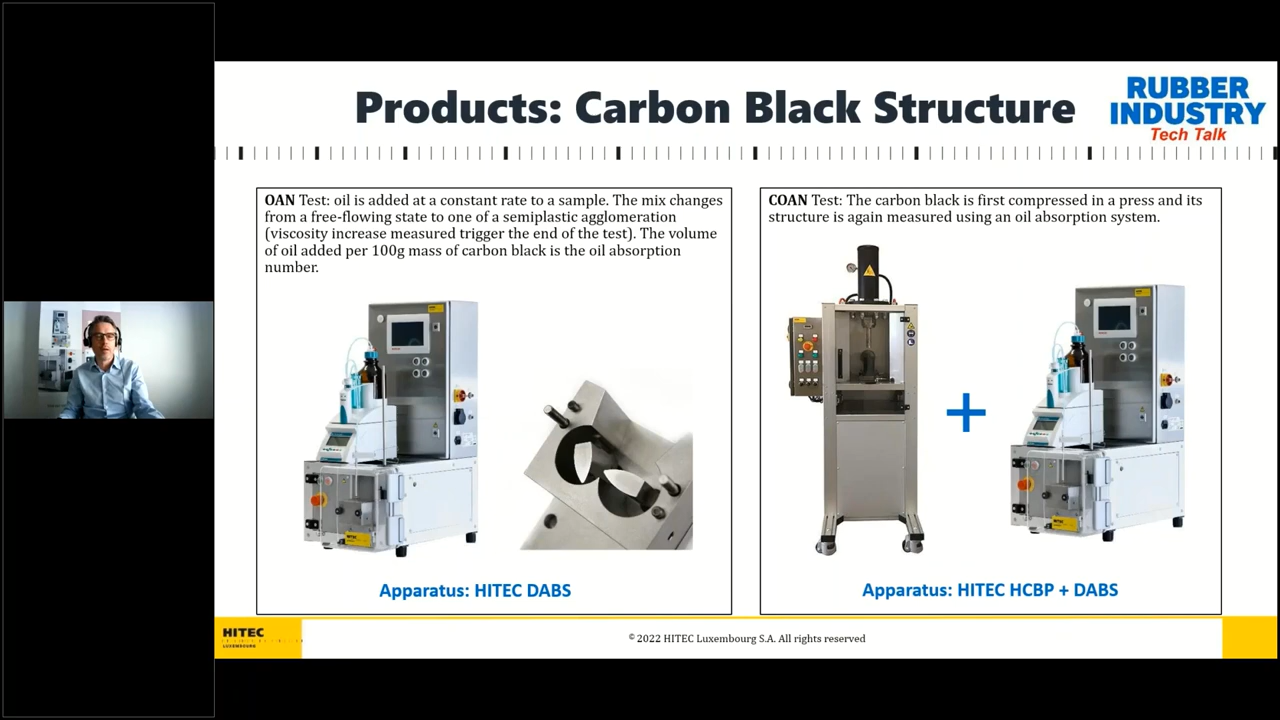 Products: Carbon Black Structure
RUBBER
INDUSTRY
Tech Talk
OAN Test: oil is added at a constant rate to a sample. The mix changes
from a free-flowing state to one of a semiplastic agglomeration
(viscosity increase measured trigger the end of the test). The volume
of oil added per 100g mass of carbon black is the oil absorption
number.
Apparatus: HITEC DABS
COAN Test: The carbon black is first compressed in a press and its
structure is again measured using an oil absorption system.
+
Apparatus: HITEC HCBP + DABS
HITEC
LUXEMBOURG
© 2022 HITEC Luxembourg S.A. All rights reserved